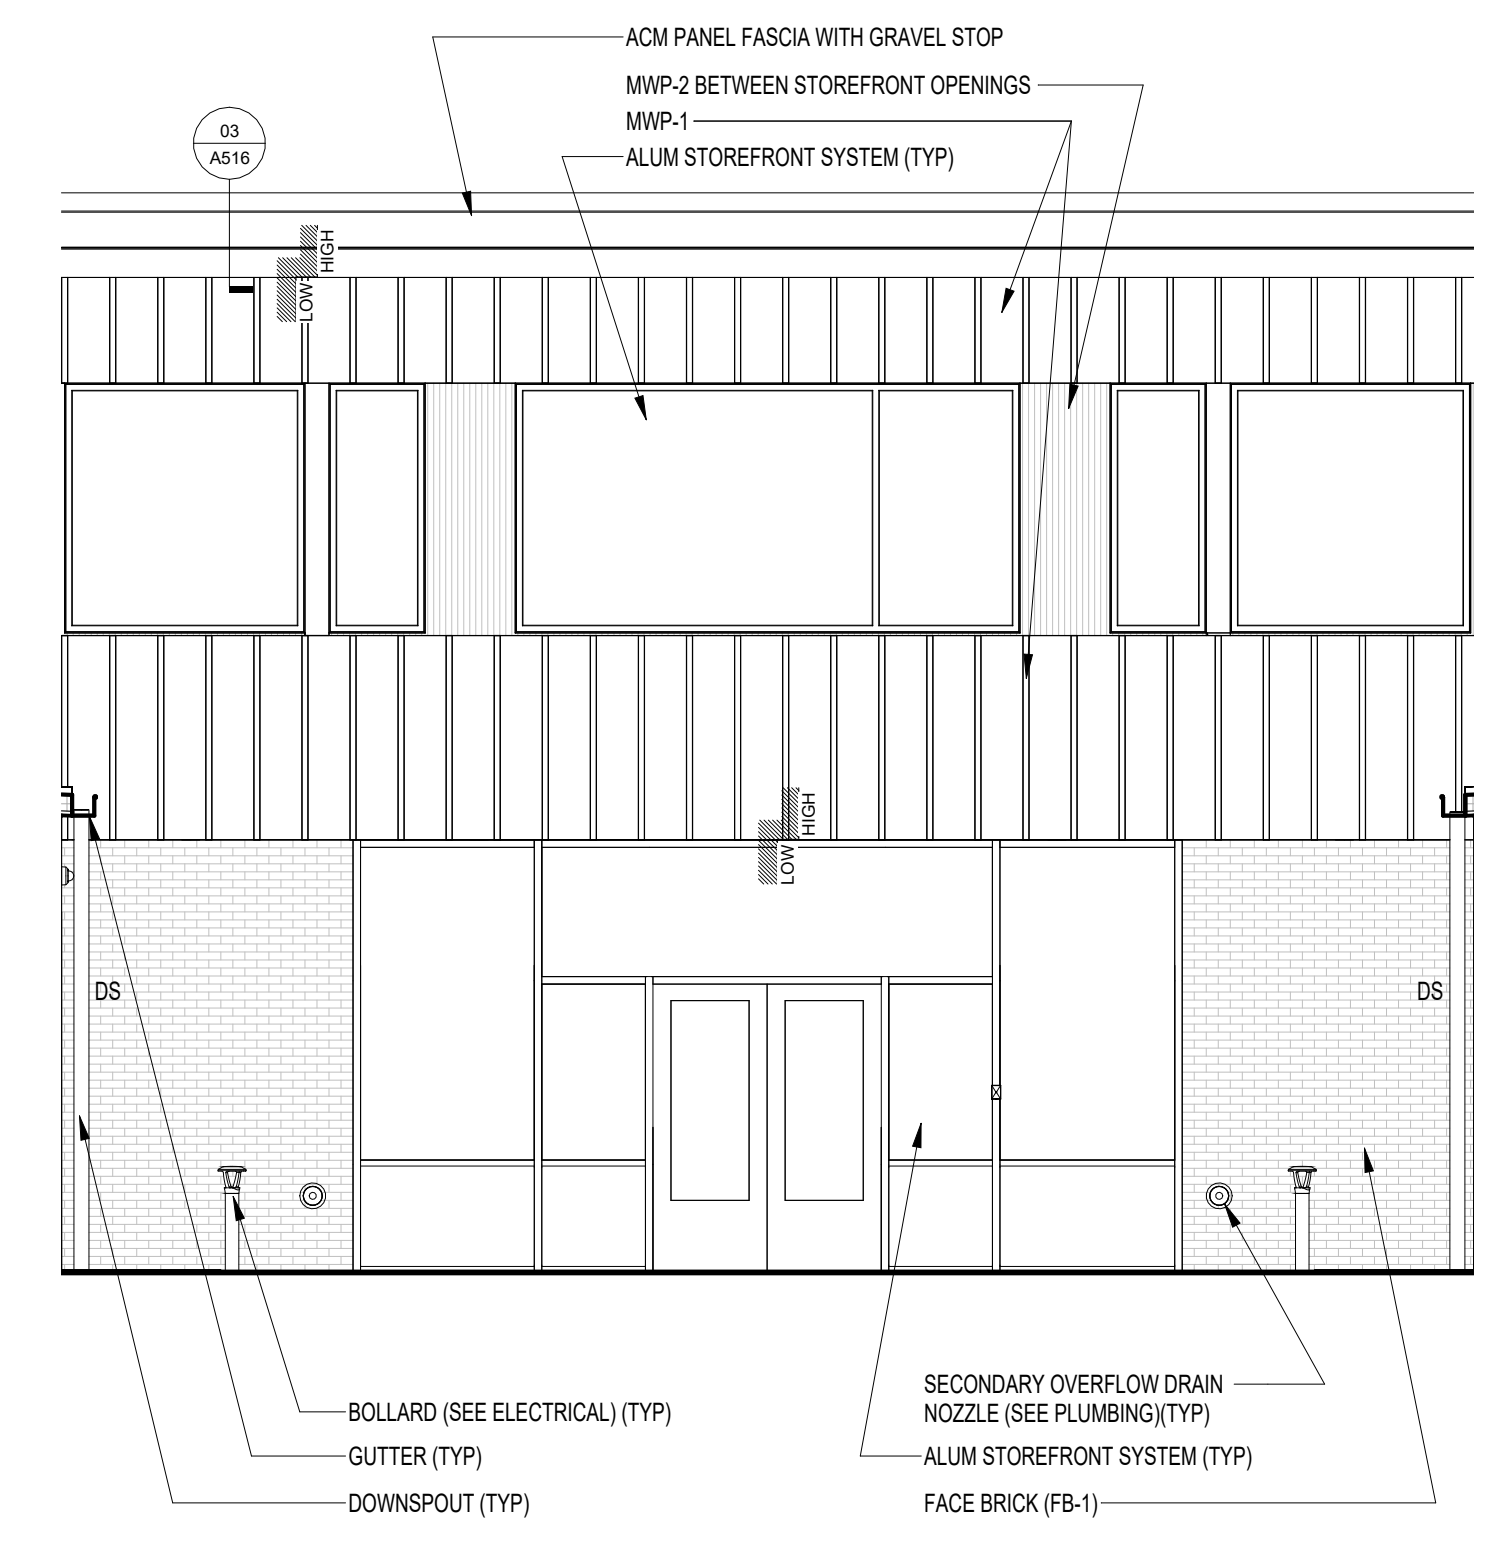 ACM PANEL FASCIA WITH GRAVEL STOP
MWP-2 BETWEEN STOREFRONT OPENINGS
MWP-1
ALUM STOREFRONT SYSTEM (TYP)
03
A516
HIGH
LOW
HIGH
LOW
DS
DS
BOLLARD (SEE ELECTRICAL) (TYP)
GUTTER (TYP)
DOWNSPOUT (TYP)
SECONDARY OVERFLOW DRAIN
NOZZLE (SEE PLUMBING)(TYP)
ALUM STOREFRONT SYSTEM (TYP)
FACE BRICK (FB-1)